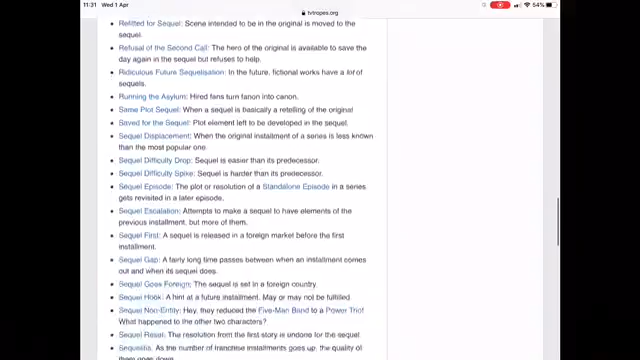 11:31 Wed 1 Apr
54%
tvtropes.org
Refitted for Sequel: Scene intended to be in the original is moved to the
sequel.
Refusal of the Second Call: The hero of the original is available to save the
day again in the sequel but refuses to help.
Ridiculous Future Sequelisation: In the future, fictional works have a lot of
sequels.
Running the Asylum: Hired fans turn fanon into canon.
Same Plot Sequel: When a sequel is basically a retelling of the original
Saved for the Sequel: Plot element left to be developed in the sequel.
Sequel Displacement: When the original installment of a series is less known
than the most popular one.
Sequel Difficulty Drop: Sequel is easier than its predecessor.
Sequel Difficulty Spike: Sequel is harder than its predecessor.
Sequel Episode: The plot or resolution of a Standalone Episode in a series
gets revisited in a later episode.
Sequel Escalation: Attempts to make a sequel to have elements of the
previous installment, but more of them.
Sequel First: A sequel is released in a foreign market before the first
installment.
Sequel Gap: A fairly long time passes between when an installment comes
out and when its sequel does.
Sequel Goes Foreign: The sequel is set in a foreign country.
Sequel Hook: A hint at a future installment. May or may not be fulfilled
Sequel Non-Entity: Hey, they reduced the Five-Man Band to a Power Trio!
What happened to the other two characters?
Sequel Reset: The resolution from the first story is undone for the sequel.
Sequelitis: As the number of franchise installments goes up, the quality of
them goes down.